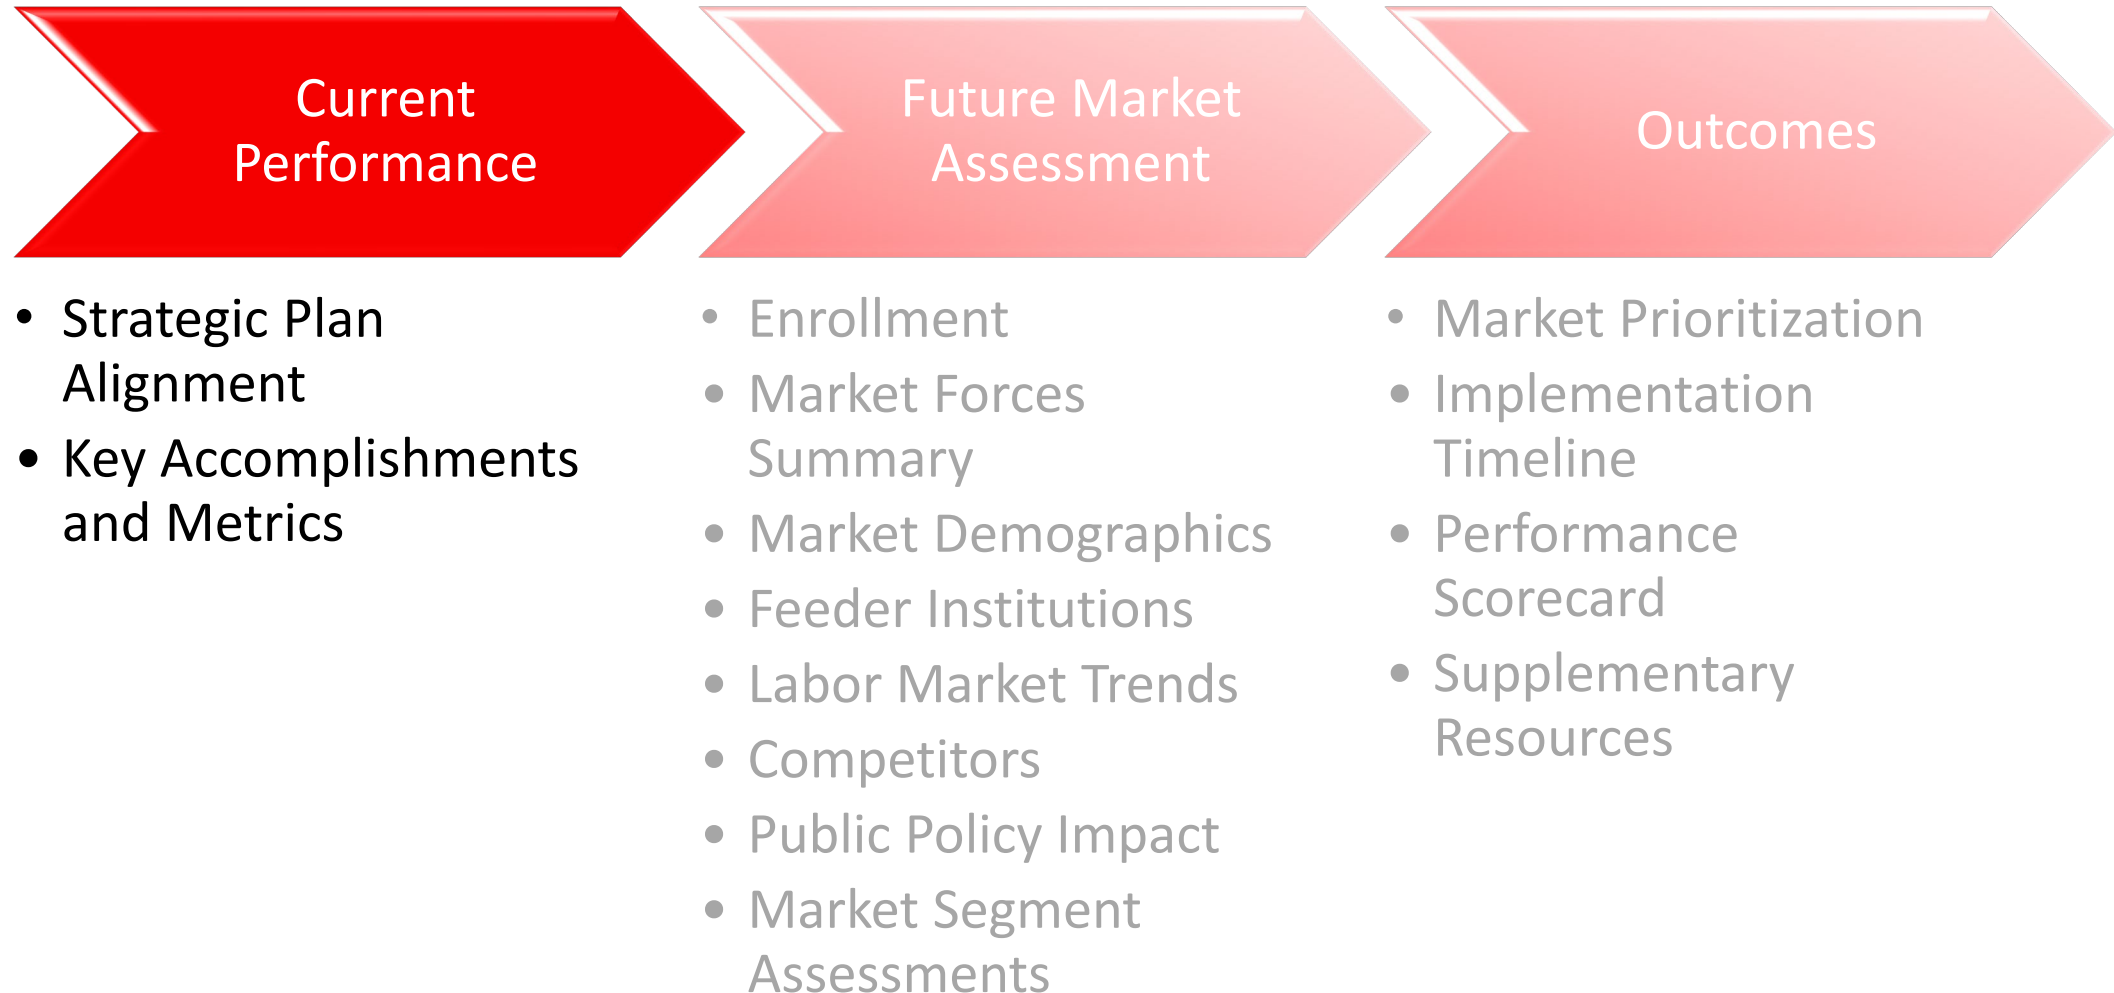 Current
Performance
• Strategic Plan
Alignment
• Key Accomplishments
and Metrics
Future Market
Assessment
• Enrollment
• Market Forces
Summary
• Market Demographics
• Feeder Institutions
• Labor Market Trends
• Competitors
• Public Policy Impact
• Market Segment
Assessments
Outcomes
• Market Prioritization
• Implementation
Timeline
• Performance
Scorecard
• Supplementary
Resources